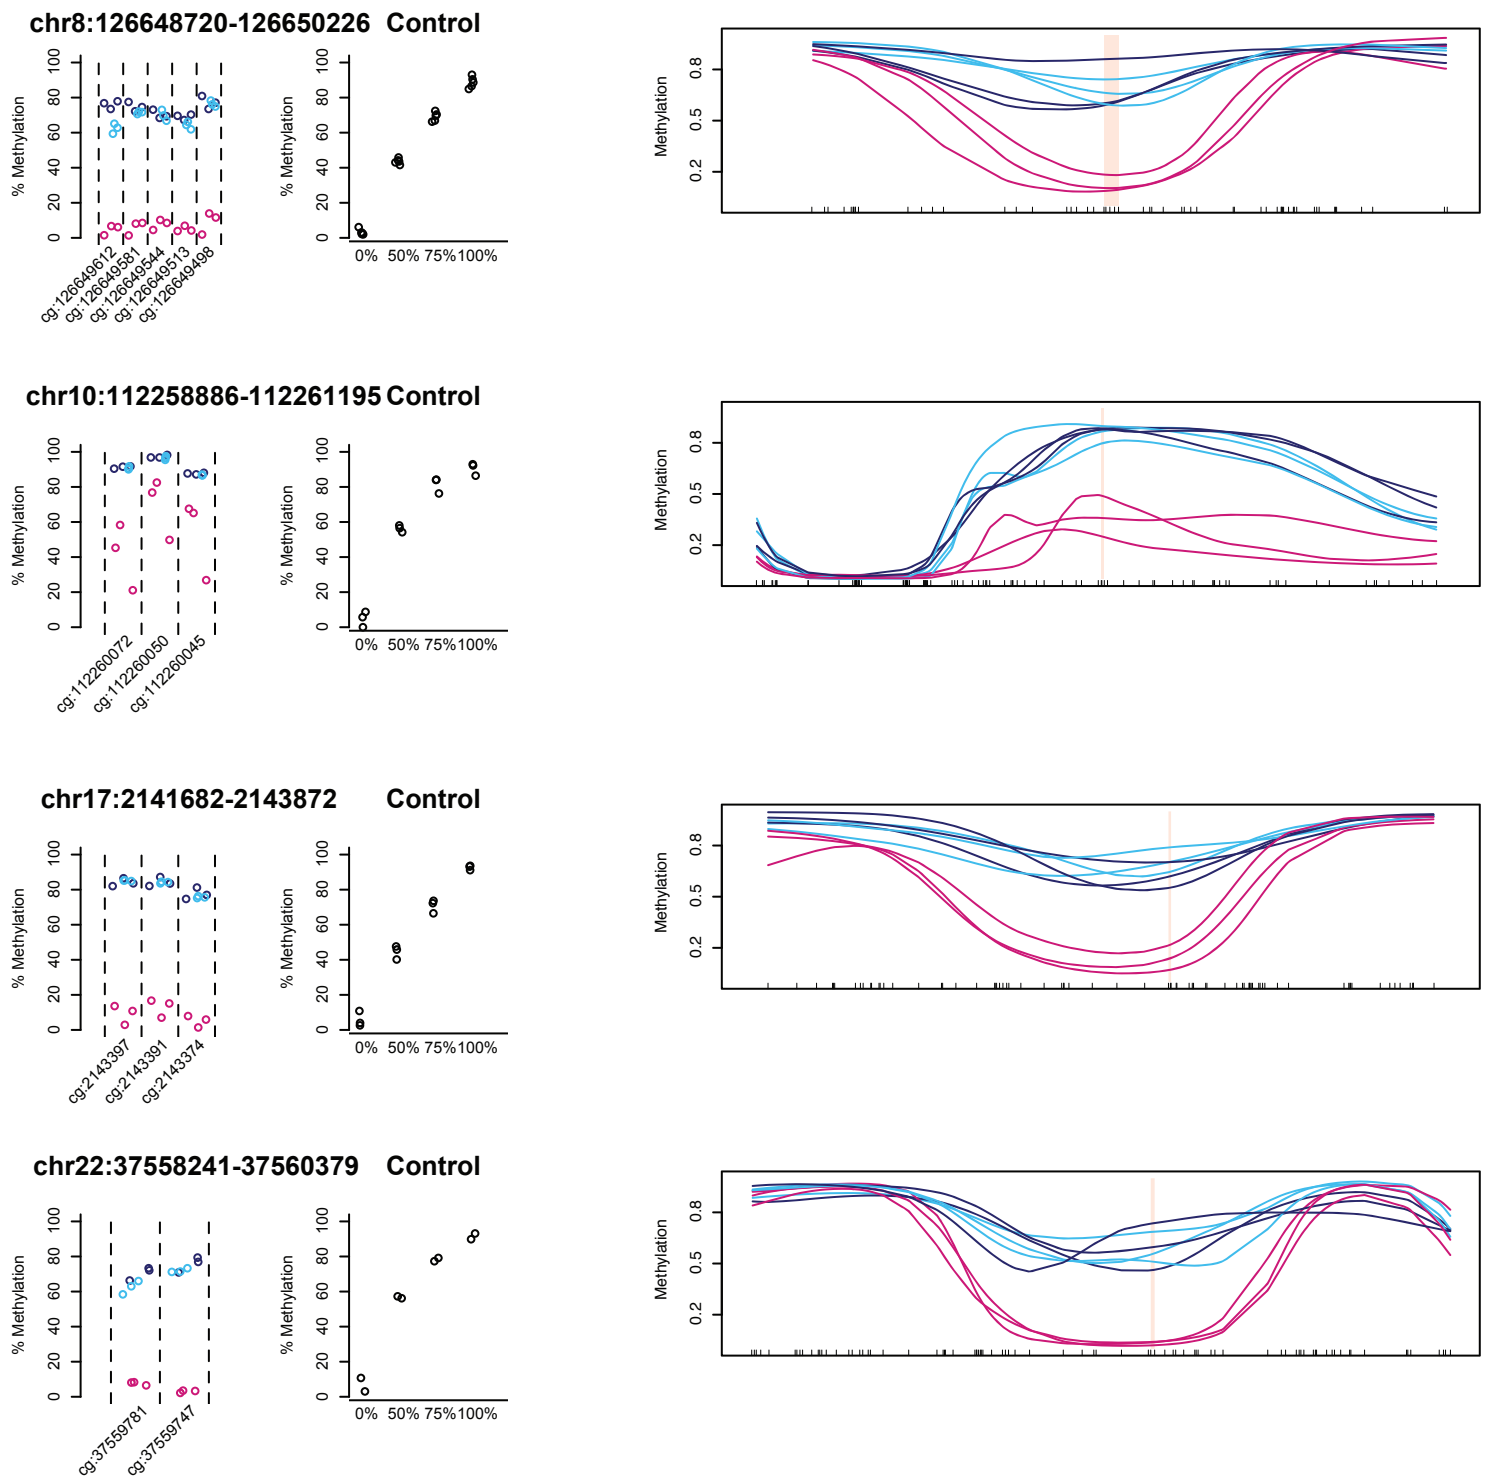 chr8:126648720-126650226 Control
% Methylation
0 20 40 60 80 100
cg:126649612
cg:126649581
cg:126649544
cg:126649513
cg:126649498
% Methylation
0 20 40 60 80 100
0% 50% 75% 100%
Methylation
0.2 0.5 0.8
chr10:112258886-112261195 Control
% Methylation
0 20 40 60 80 100
cg:112260072
cg:112260050
cg:112260045
% Methylation
0 20 40 60 80 100
0% 50% 75% 100%
Methylation
0.2 0.5 0.8
chr17:2141682-2143872 Control
% Methylation
0 20 40 60 80 100
cg:2143397
cg:2143391
cg:2143374
% Methylation
0 20 40 60 80 100
0% 50% 75% 100%
Methylation
0.2 0.5 0.8
chr22:37558241-37560379 Control
% Methylation
0 20 40 60 80 100
cg:37559781
cg:37559747
% Methylation
0 20 40 60 80 100
0% 50% 75% 100%
Methylation
0.2 0.5 0.8